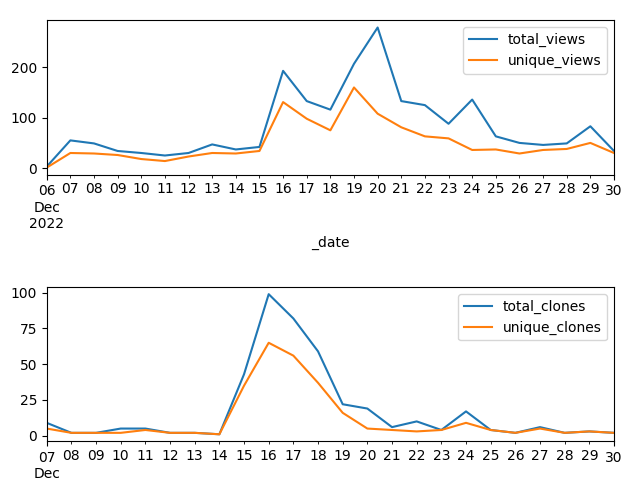 total_views
unique_views
200
100
0
06 07 08 09 10 11 12 13 14 15 16 17 18 19 20 21 22 23 24 25 26 27 28 29 30
Dec
2022
_date
100
75
50
25
0
total_clones
unique_clones
07 08 09 10 11 12 13 14 15 16 17 18 19 20 21 22 23 24 25 26 27 28 29 30
Dec